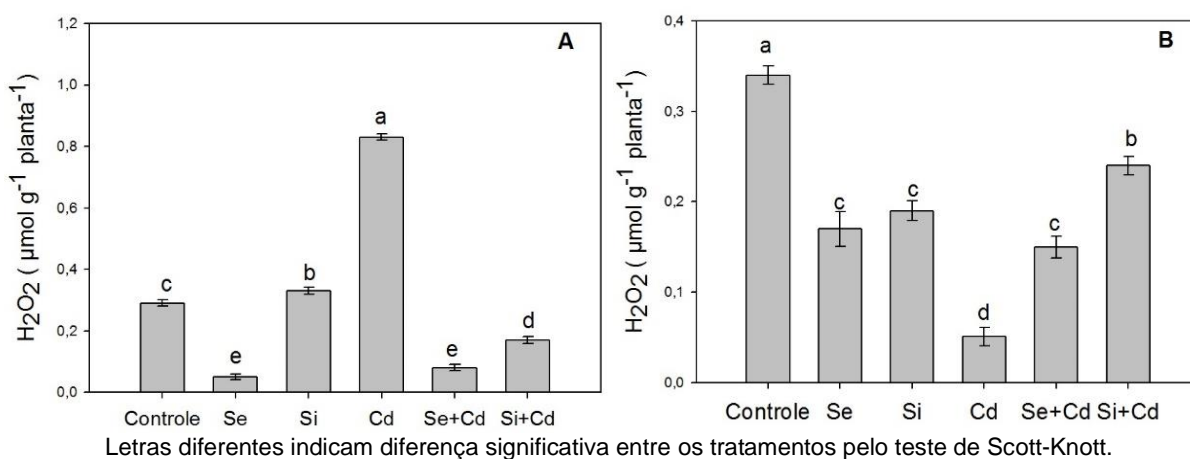 A
H₂O₂ ( µmol g⁻¹ planta⁻¹)
1,2
1,0
0,8
0,6
0,4
0,2
0,0
c
e
b
a
e
d
Controle Se Si Cd Se+Cd Si+Cd
B
H₂O₂ ( µmol g⁻¹ planta⁻¹)
0,4
0,3
0,2
0,1
0,0
a
c
c
d
c
b
Controle Se Si Cd Se+Cd Si+Cd
Letras diferentes indicam diferença significativa entre os tratamentos pelo teste de Scott-Knott.